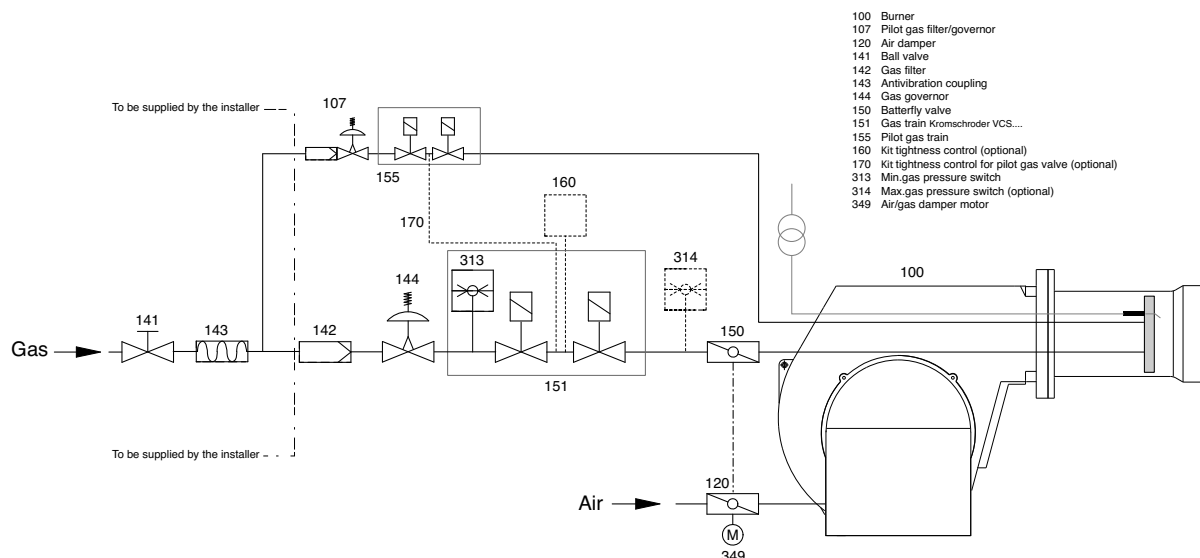 100 Burner
107 Pilot gas filter/governor
120 Air damper
141 Ball valve
142 Gas filter
143 Antivibration coupling
144 Gas governor
150 Batterfly valve
151 Gas train Kromschroder VCS....
155 Pilot gas train
160 Kit tightness control (optional)
170 Kit tightness control for pilot gas valve (optional)
313 Min.gas pressure switch
314 Max.gas pressure switch (optional)
349 Air/gas damper motor
To be supplied by the installer
107
155
160
170
313
314
100
144
141
143
142
150
Gas
151
To be supplied by the installer
120
Air
M
349